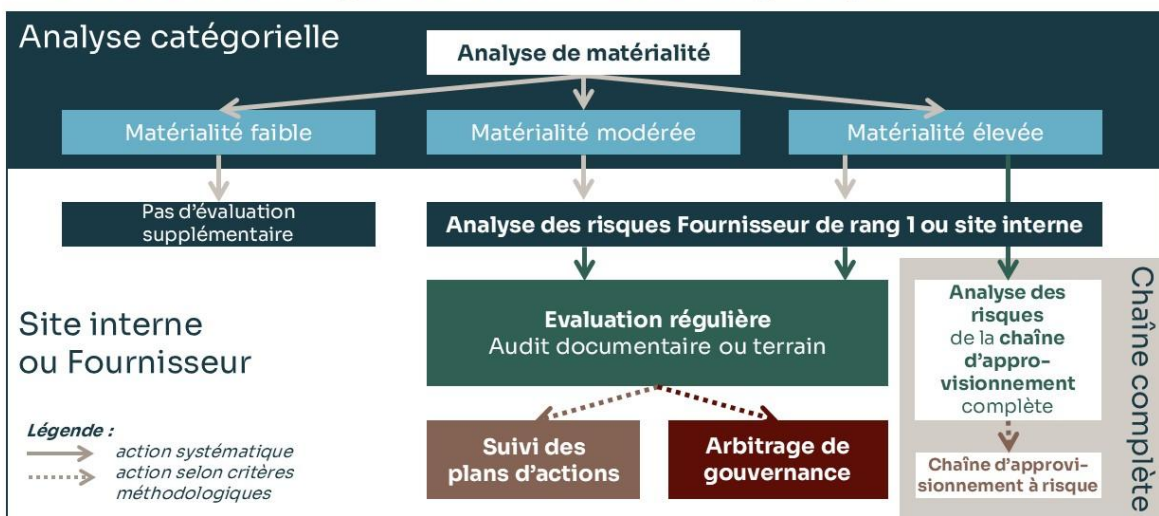 Analyse catégorielle
Analyse de matérialité
Matérialité faible
Matérialité modérée
Matérialité élevée
Pas d’évaluation
supplémentaire
Analyse des risques Fournisseur de rang 1 ou site interne
Site interne
ou Fournisseur
Evaluation régulière
Audit documentaire ou terrain
Analyse des
risques
de la chaîne
d’appro-
visionnement
complète
Chaîne complète
Suivi des
plans d’actions
Arbitrage de
gouvernance
Chaîne d’approvi-
sionnement à risque
Légende :
action systématique
action selon critères
méthodologiques